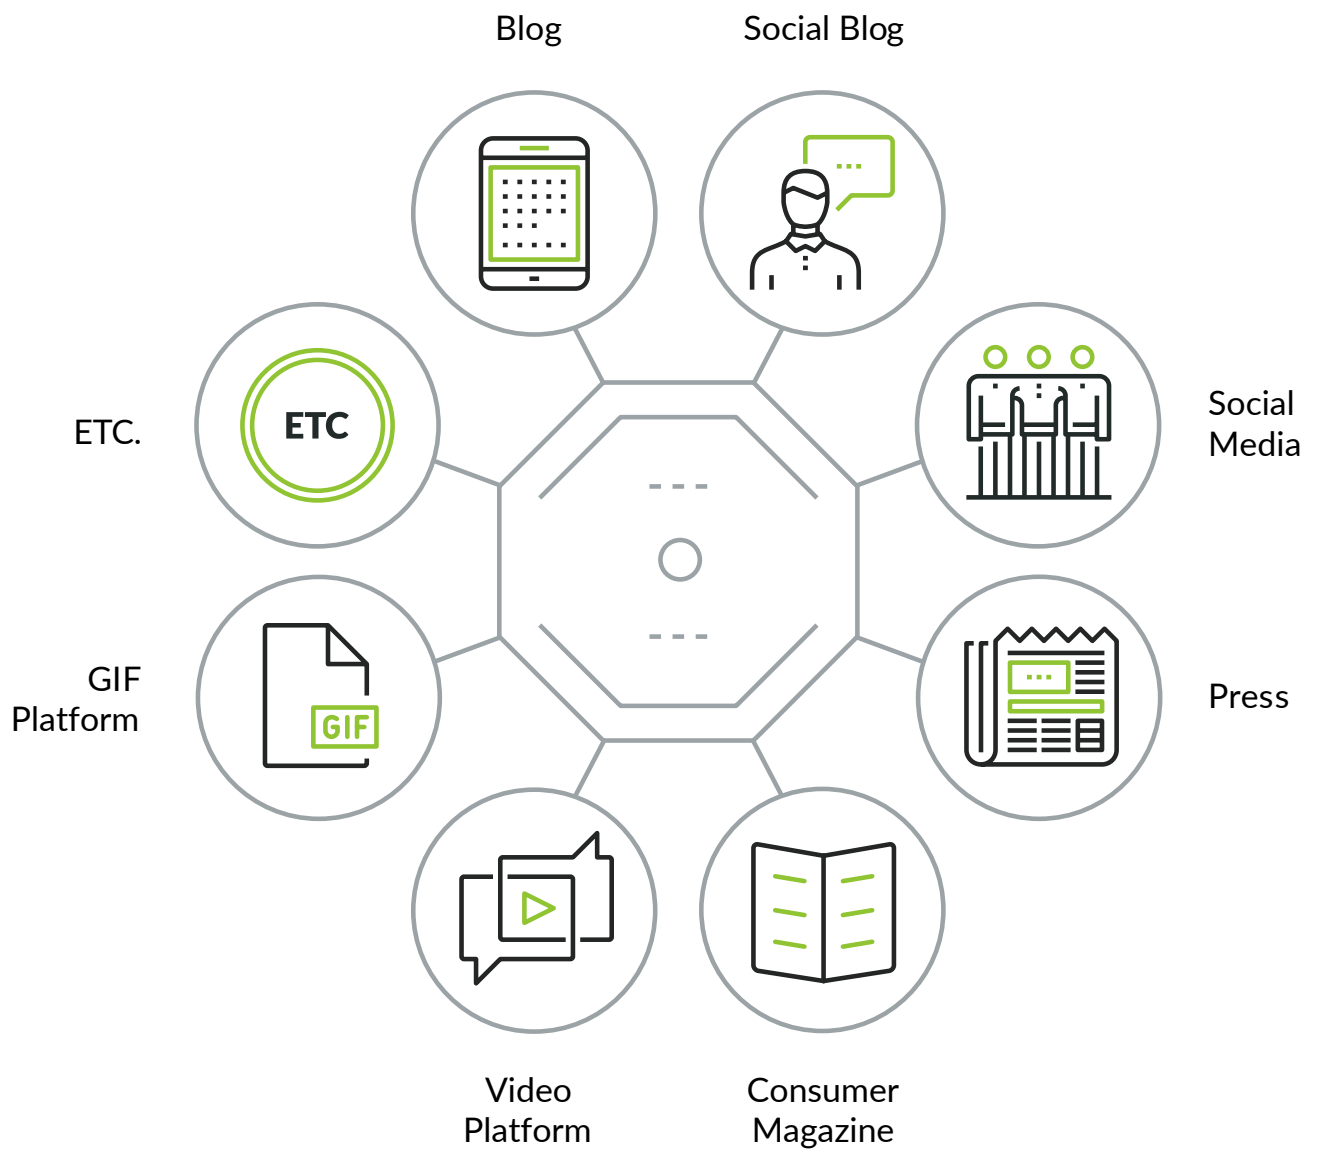 Blog
Social Blog
ETC
ETC.
Social
Media
GIF
Platform
GIF
Press
Video
Platform
Consumer
Magazine